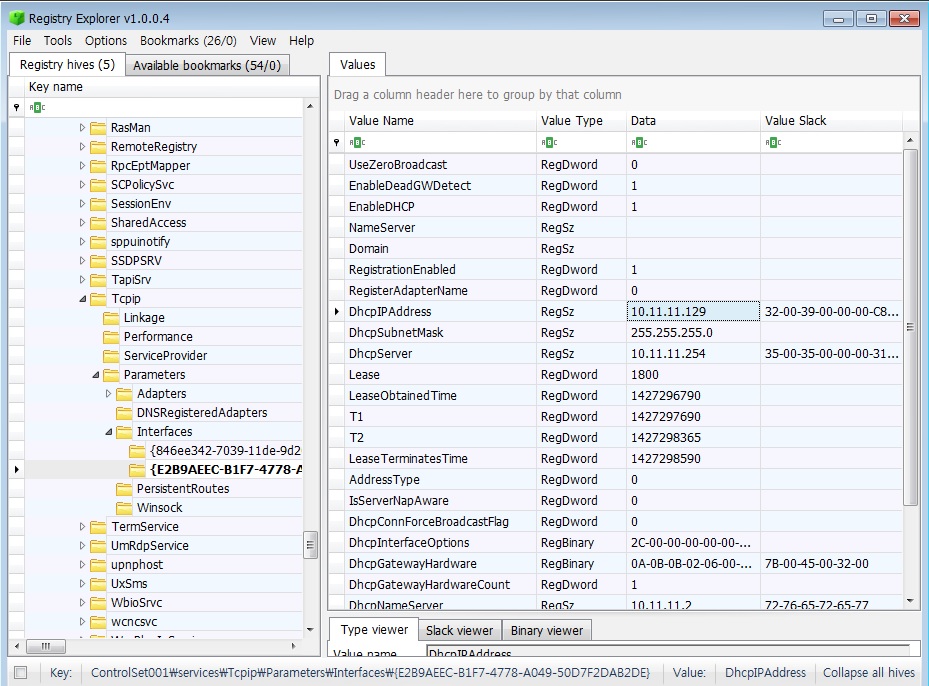 Registry Explorer v1.0.0.4
File Tools Options Bookmarks (26/0) View Help
Registry hives (5) Available bookmarks (54/0)
Key name
RasMan
RemoteRegistry
RpcEptMapper
SCPolicySvc
SessionEnv
SharedAccess
sppuinotify
SSDPSRV
TapiSrv
Tcpip
Linkage
Performance
ServiceProvider
Parameters
Adapters
DNSRegisteredAdapters
Interfaces
{846ee342-7039-11de-9d2
{E2B9AEEC-B1F7-4778-A
PersistentRoutes
Winsock
TermService
UmRdpService
upnphost
UxSms
WbioSrvc
wcncsvc
Values
Drag a column header here to group by that column
Value Name Value Type Data Value Slack
UseZeroBroadcast RegDword 0
EnableDeadGWDetect RegDword 1
EnableDHCP RegDword 1
NameServer RegSz
Domain RegSz
RegistrationEnabled RegDword 1
RegisterAdapterName RegDword 0
DhcpIPAddress RegSz 10.11.11.129 32-00-39-00-00-00-C8...
DhcpSubnetMask RegSz 255.255.255.0
DhcpServer RegSz 10.11.11.254 35-00-35-00-00-00-31...
Lease RegDword 1800
LeaseObtainedTime RegDword 1427296790
T1 RegDword 1427297690
T2 RegDword 1427298365
LeaseTerminatesTime RegDword 1427298590
AddressType RegDword 0
IsServerNapAware RegDword 0
DhcpConnForceBroadcastFlag RegDword 0
DhcpInterfaceOptions RegBinary 2C-00-00-00-00-00-...
DhcpGatewayHardware RegBinary 0A-0B-0B-02-06-00-... 7B-00-45-00-32-00
DhcpGatewayHardwareCount RegDword 1
DhcpNameServer RegSz 10.11.11.2 72-76-65-72-65-77
Type viewer Slack viewer Binary viewer
Value name DhcpIPAddress
Key: ControlSet001₩services₩Tcpip₩Parameters₩Interfaces₩{E2B9AEEC-B1F7-4778-A049-50D7F2DAB2DE} Value: DhcpIPAddress Collapse all hives